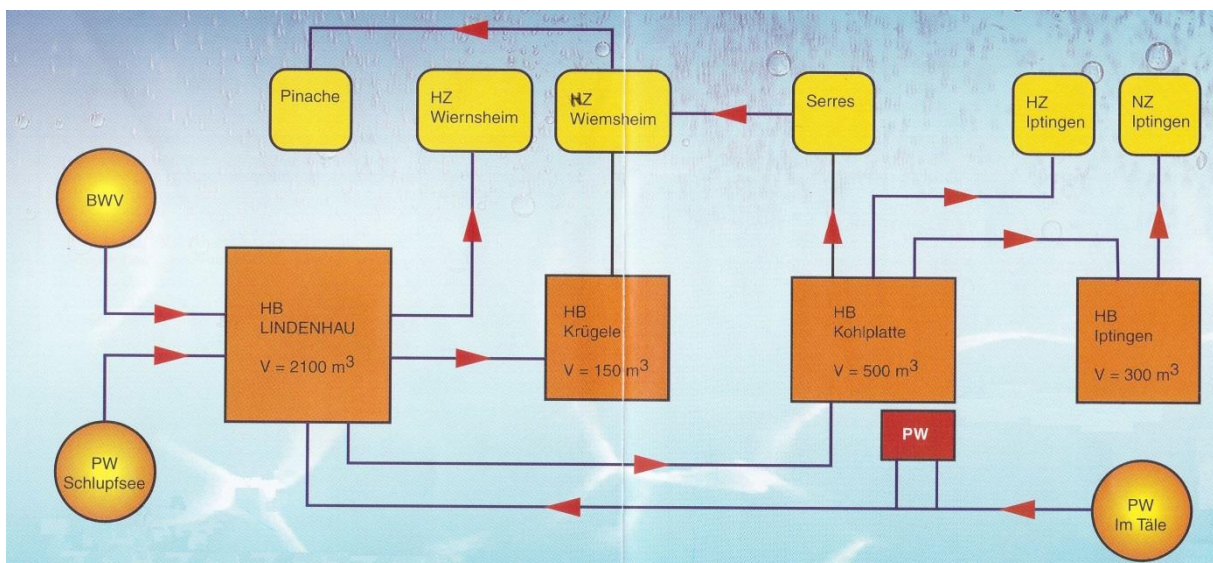 Pinache
HZ
Wiernsheim
NZ
Wiernsheim
Serres
HZ
Iptingen
NZ
Iptingen
BWV
HB
LINDENHAU
V = 2100 m³
HB
Krügele
V = 150 m³
HB
Kohlplatte
V = 500 m³
HB
Iptingen
V = 300 m³
PW
Schlupfsee
PW
PW
Im Täle